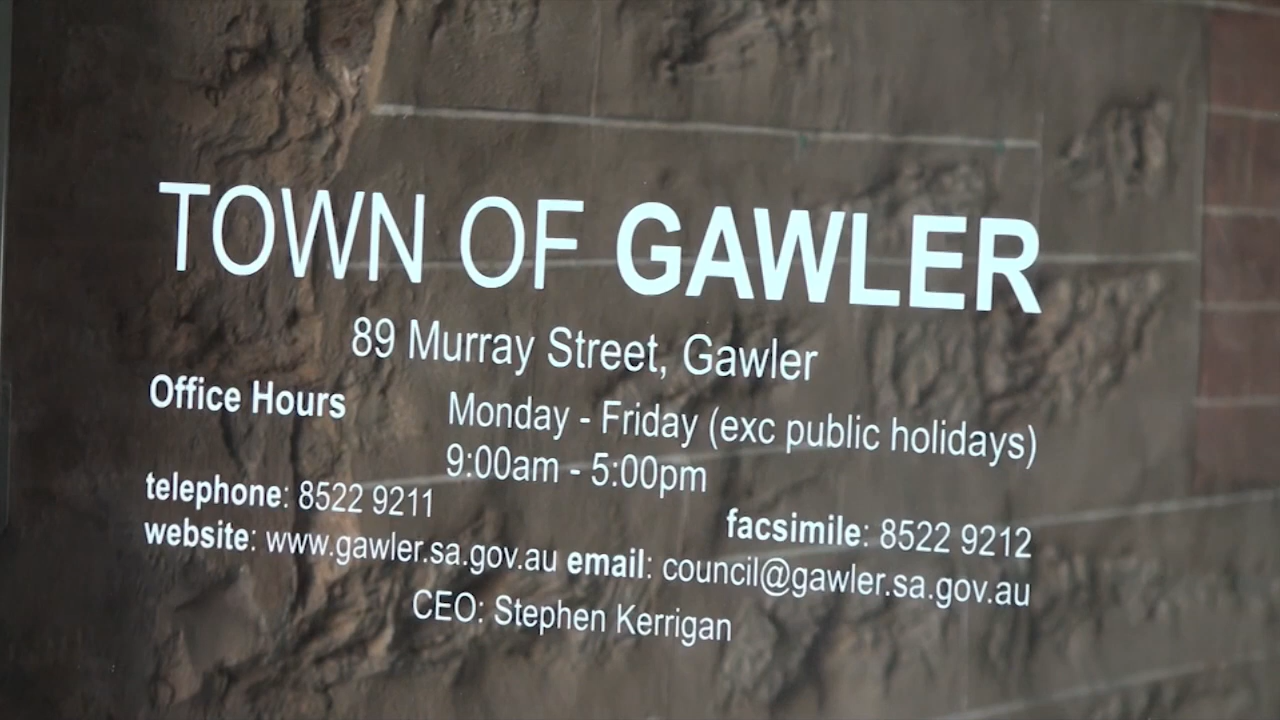 TOWN OF GAWLER
89 Murray Street, Gawler
Office Hours Monday - Friday (exc public holidays)
9:00am - 5:00pm
telephone: 8522 9211 facsimile: 8522 9212
website: www.gawler.sa.gov.au email: council@gawler.sa.gov.au
CEO: Stephen Kerrigan